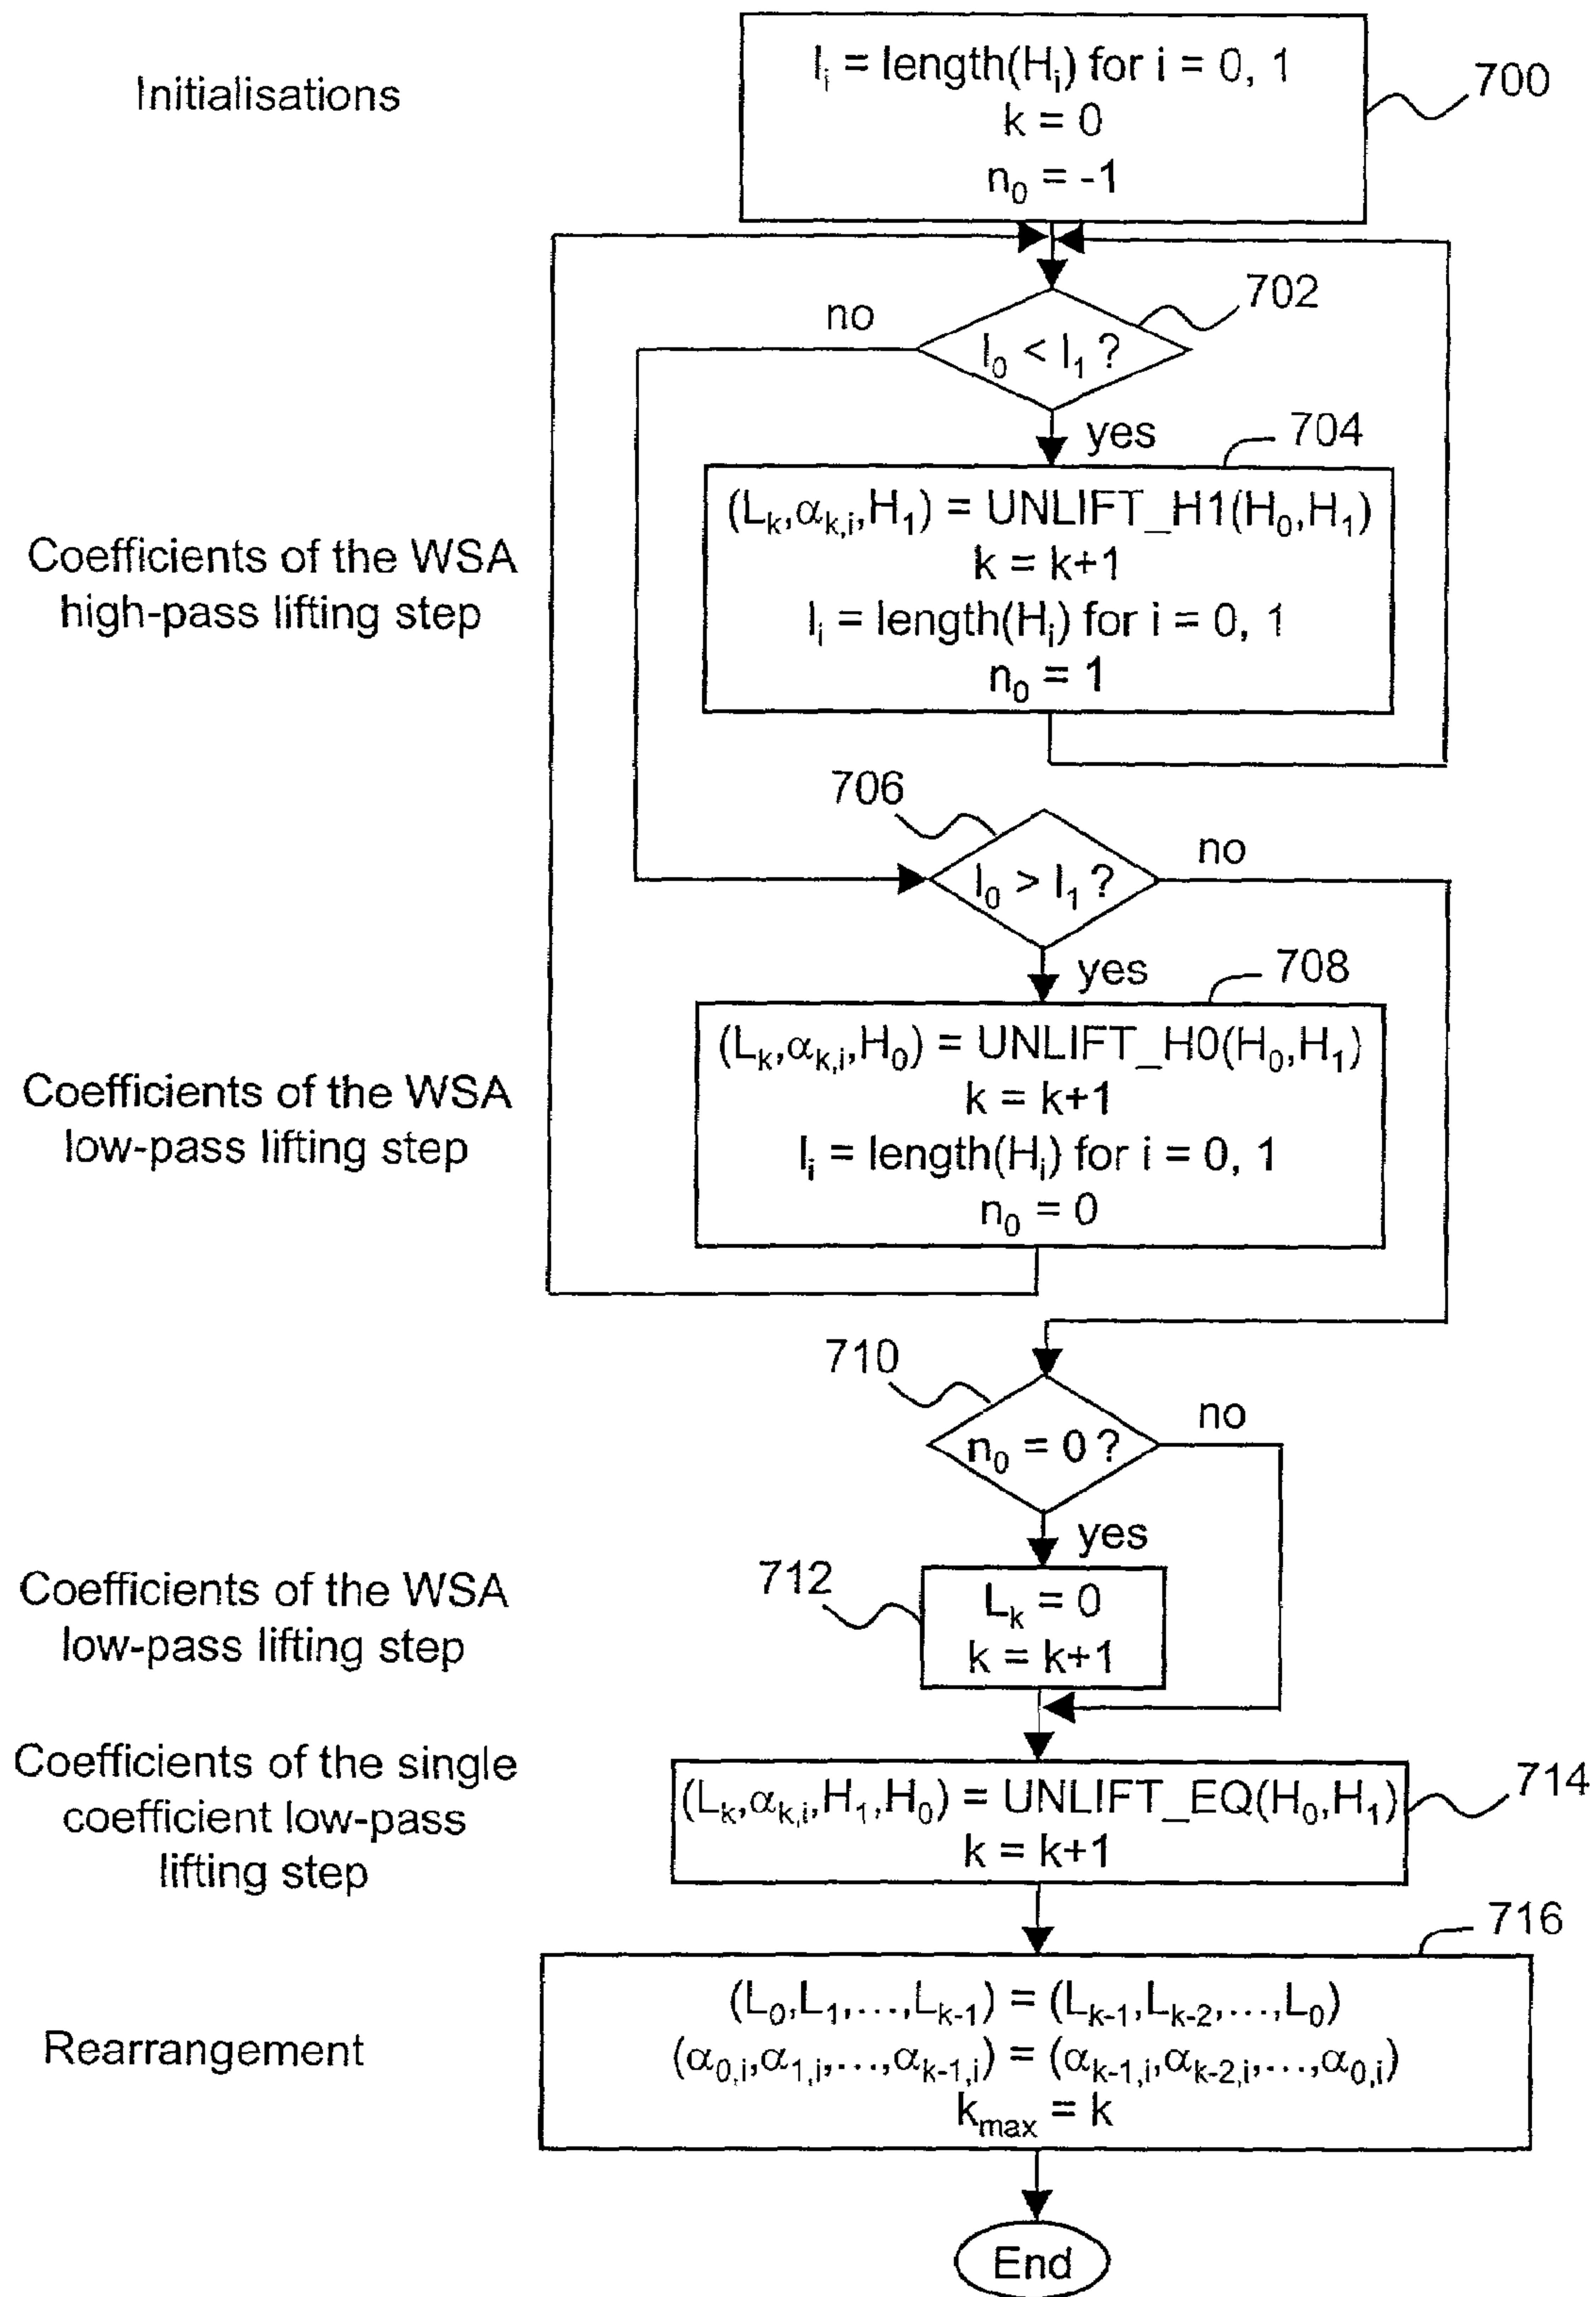 Initialisations
lᵢ = length(Hᵢ) for i = 0, 1
k = 0
n₀ = -1
700
702
no
l₀ < l₁ ?
yes
704
Coefficients of the WSA
high-pass lifting step
(Lₖ,αₖ,ᵢ,H₁) = UNLIFT_H1(H₀,H₁)
k = k+1
lᵢ = length(Hᵢ) for i = 0, 1
n₀ = 1
706
no
l₀ > l₁ ?
yes
708
Coefficients of the WSA
low-pass lifting step
(Lₖ,αₖ,ᵢ,H₀) = UNLIFT_H0(H₀,H₁)
k = k+1
lᵢ = length(Hᵢ) for i = 0, 1
n₀ = 0
710
no
n₀ = 0 ?
yes
Coefficients of the WSA
low-pass lifting step
712
Lₖ = 0
k = k+1
Coefficients of the single
coefficient low-pass
lifting step
(Lₖ,αₖ,ᵢ,H₁,H₀) = UNLIFT_EQ(H₀,H₁)
k = k+1
714
716
Rearrangement
(L₀,L₁,...,Lₖ₋₁) = (Lₖ₋₁,Lₖ₋₂,...,L₀)
(α₀,ᵢ,α₁,ᵢ,...,αₖ₋₁,ᵢ) = (αₖ₋₁,ᵢ,αₖ₋₂,ᵢ,...,α₀,ᵢ)
kₘₐₓ = k
End